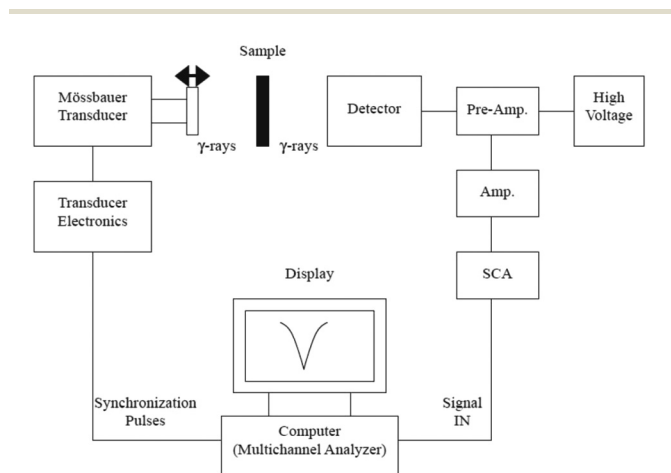 Sample
Mössbauer
Transducer
γ-rays
γ-rays
Detector
Pre-Amp.
High
Voltage
Transducer
Electronics
Amp.
SCA
Display
Synchronization
Pulses
Signal
IN
Computer
(Multichannel Analyzer)